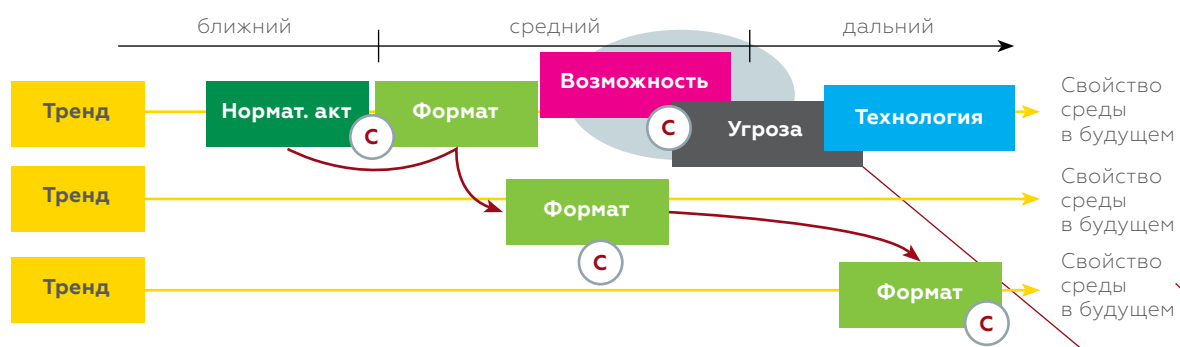 ближний средний дальний
Тренд Нормат. акт С Формат Возможность С Угроза Технология Свойство
среды
в будущем
Тренд Формат С Свойство
среды
в будущем
Тренд Формат С Свойство
среды
в будущем